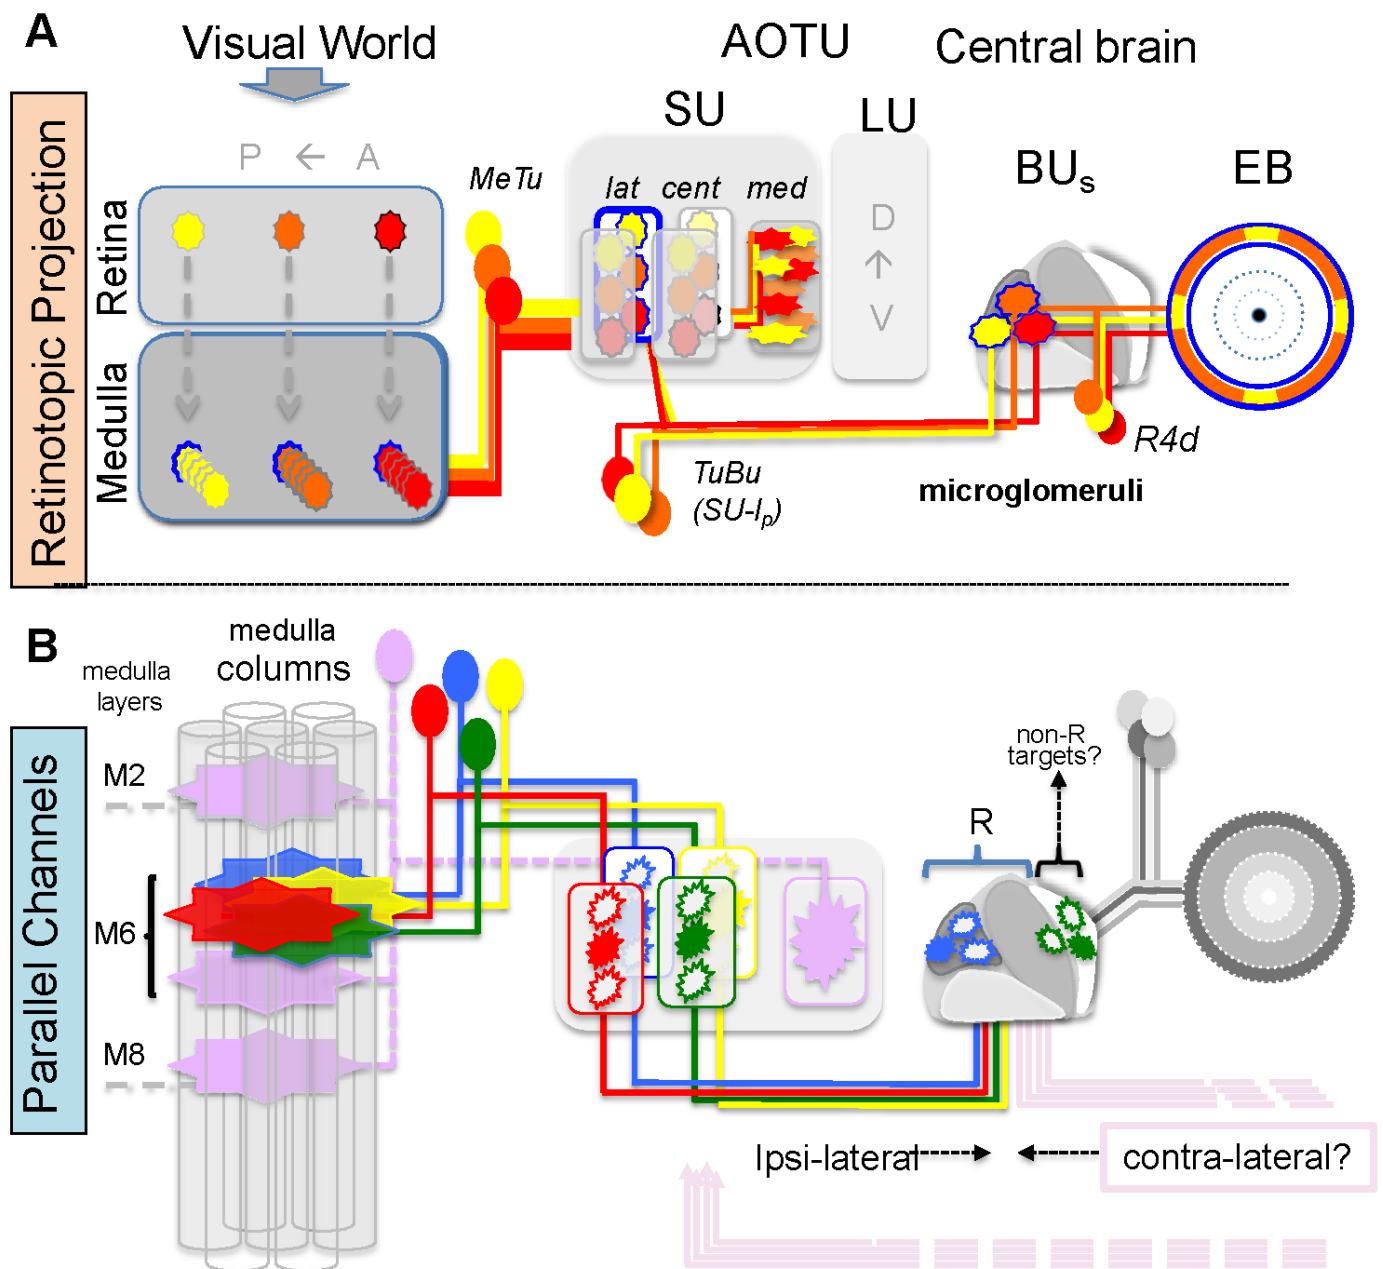 A
Visual World
AOTU
Central brain
SU
LU
P ← A
MeTu
lat cent med
BUs
EB
Retinotopic Projection
Retina
Medulla
D
↑
V
TuBu
(SU-lp)
R4d
microglomeruli
B
medulla
columns
medulla
layers
Parallel Channels
M2
M6
M8
non-R
targets?
R
Ipsi-lateral
contra-lateral?